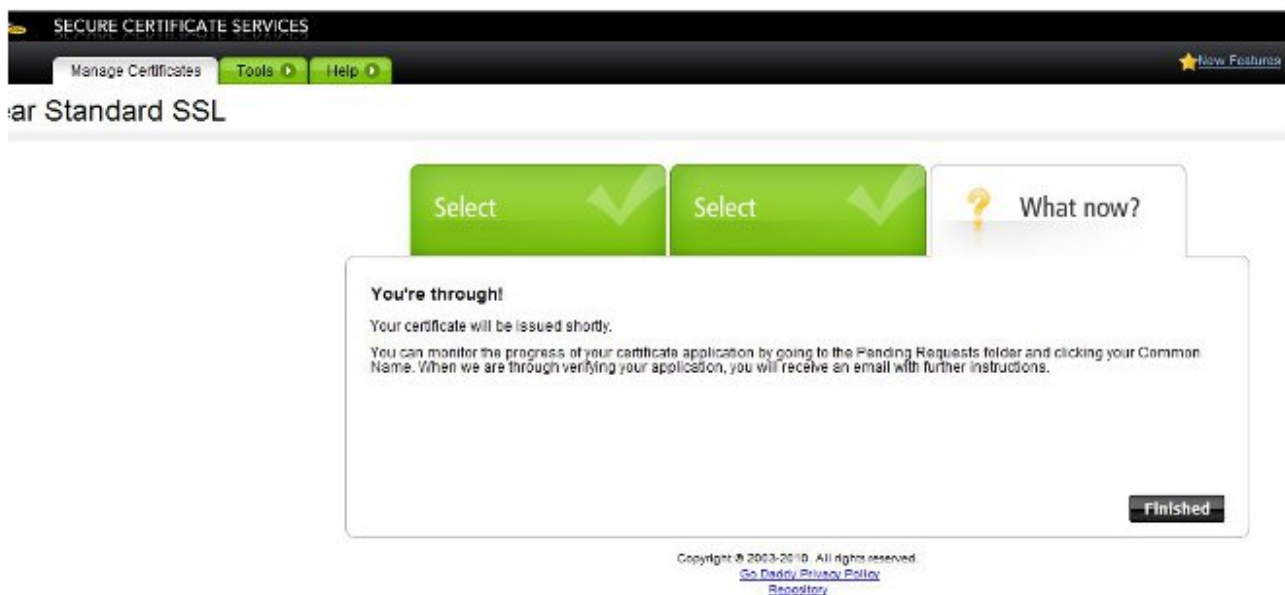 SECURE CERTIFICATE SERVICES
Manage Certificates Tools Help
New Features
ar Standard SSL
Select Select What now?
You're through!
Your certificate will be issued shortly.
You can monitor the progress of your certificate application by going to the Pending Requests folder and clicking your Common
Name. When we are through verifying your application, you will receive an email with further instructions.
Finished
Copyright © 2003-2010. All rights reserved.
Go Daddy Privacy Policy
Repository